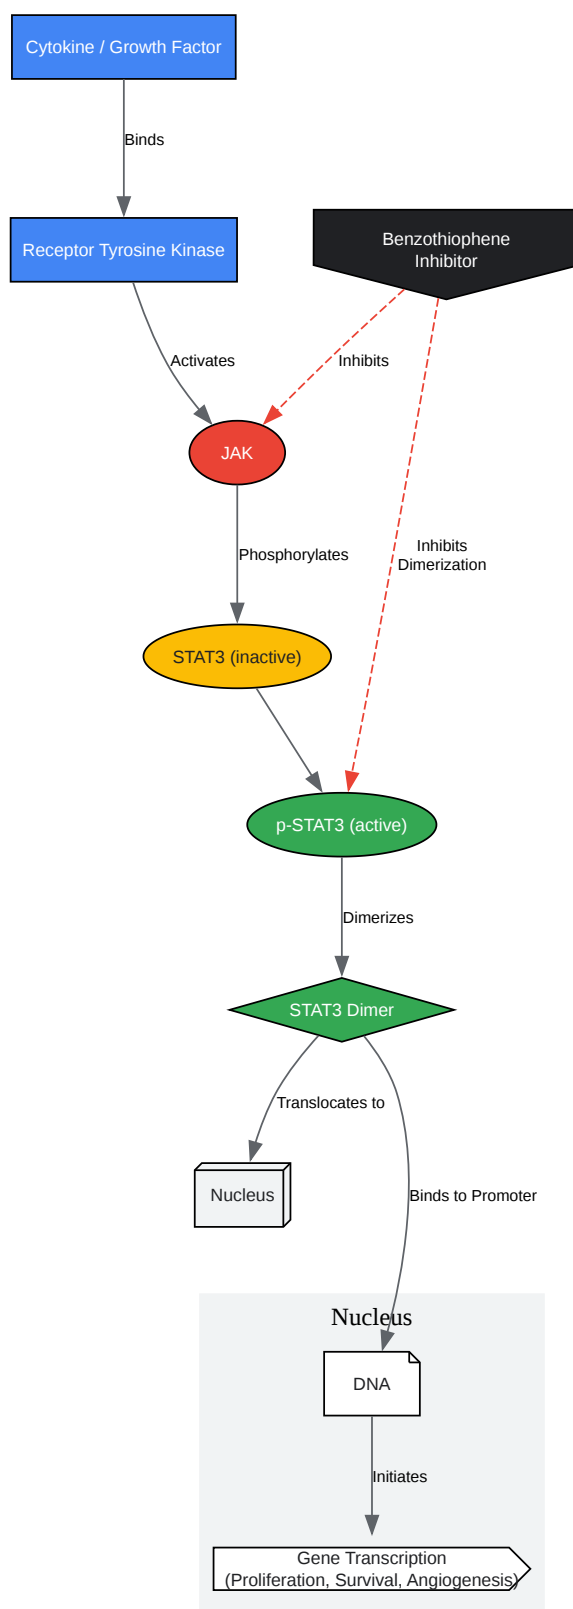 Cytokine / Growth Factor
Binds
Receptor Tyrosine Kinase
Benzothiophene
Inhibitor
Activates
Inhibits
JAK
Phosphorylates
Inhibits
Dimerization
STAT3 (inactive)
p-STAT3 (active)
Dimerizes
STAT3 Dimer
Translocates to
Nucleus
Binds to Promoter
Nucleus
DNA
Initiates
Gene Transcription
(Proliferation, Survival, Angiogenesis)